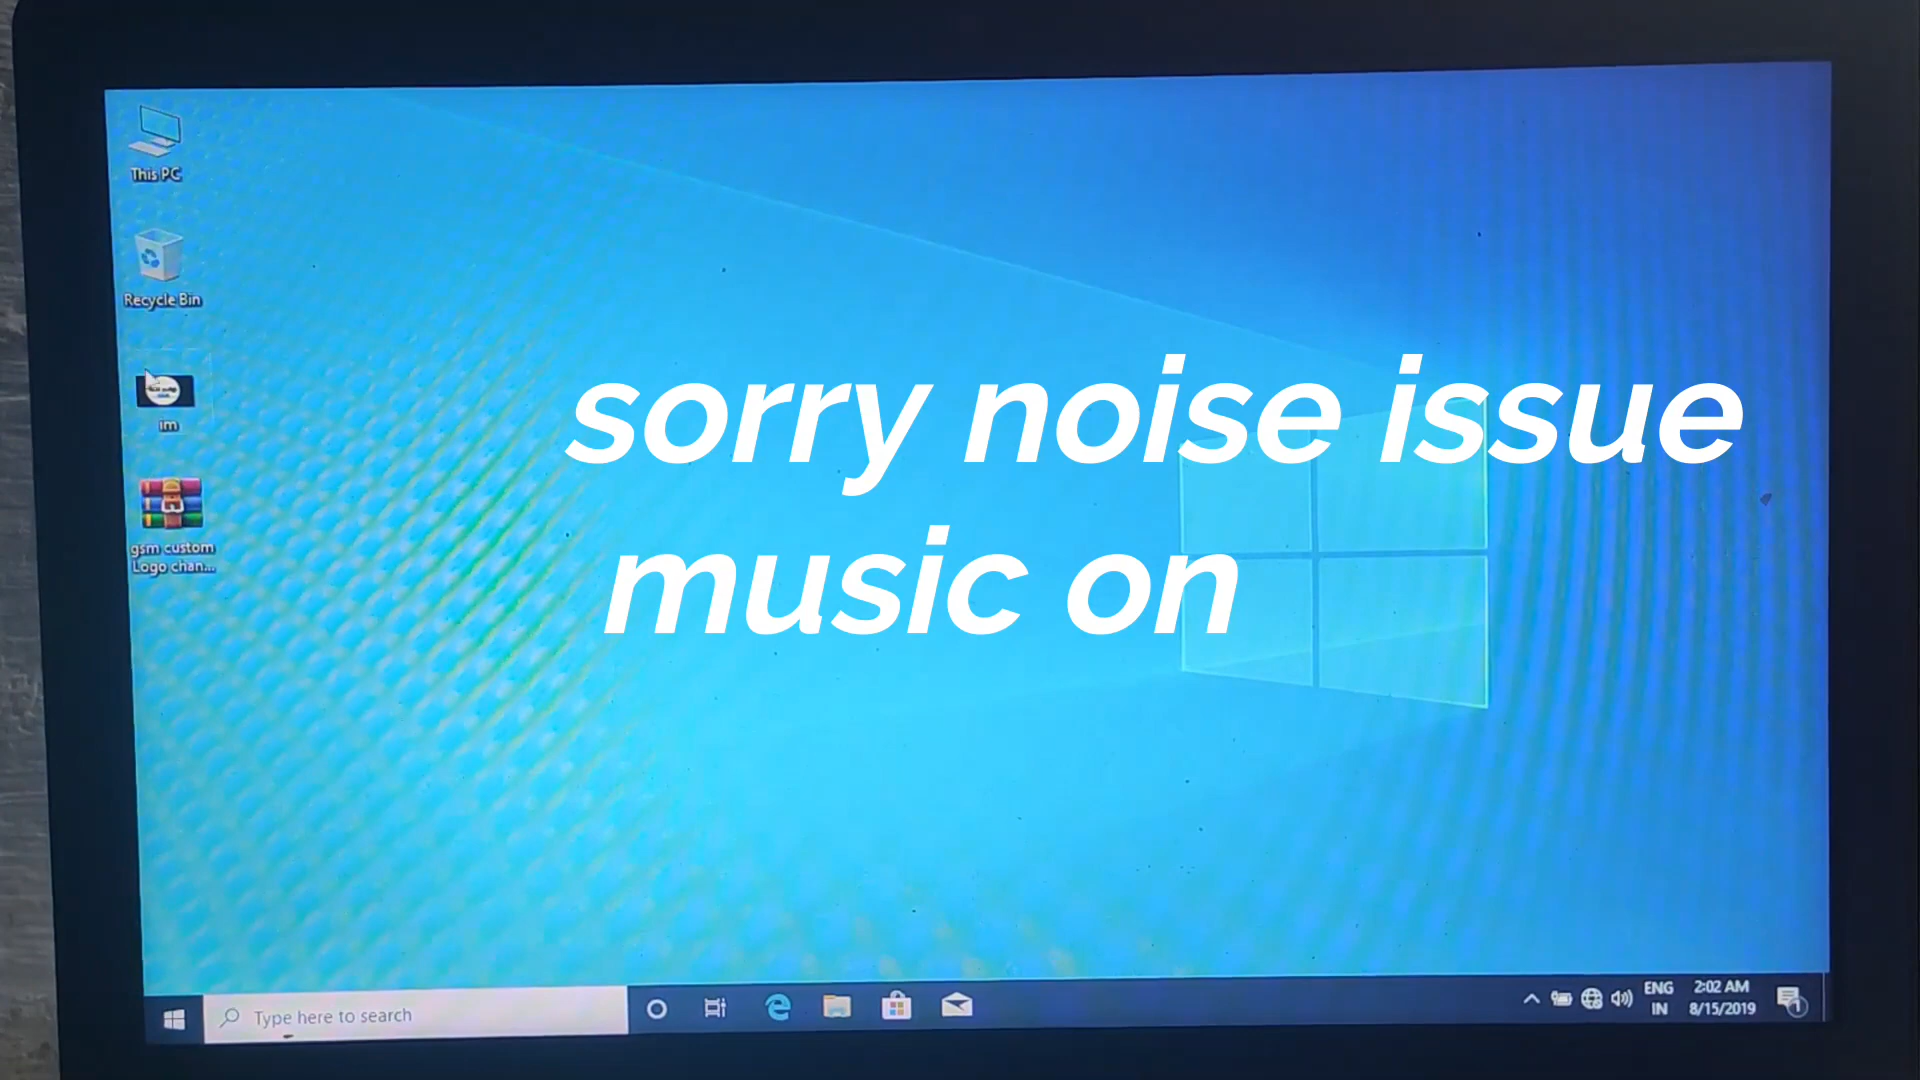 This PC
Recycle Bin
im
gsm custom
Logo chan...
sorry noise issue
music on
Type here to search
ENG
IN
2:02 AM
8/15/2019
1